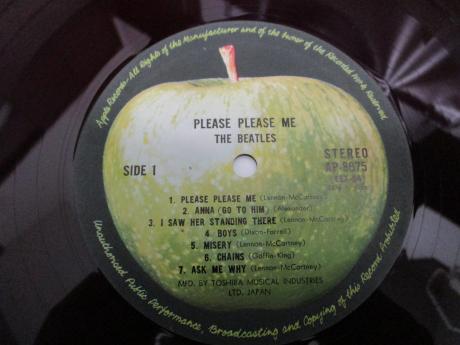 Apple Records · All Rights of the Manufacturer and of the Owner of the Recorded Work Reserved
PLEASE PLEASE ME
THE BEATLES
SIDE 1
STEREO
AP-8675
1. PLEASE PLEASE ME (Lennon-McCartney)
2. ANNA (GO TO HIM) (Alexander)
3. I SAW HER STANDING THERE (Lennon-McCartney)
4. BOYS (Dixon-Farrell)
5. MISERY (Lennon-McCartney)
6. CHAINS (Goffin-King)
7. ASK ME WHY (Lennon-McCartney)
MFD. BY TOSHIBA MUSICAL INDUSTRIES
LTD. JAPAN
Unauthorised Public Performance, Broadcasting and Copying of this Record Prohibited